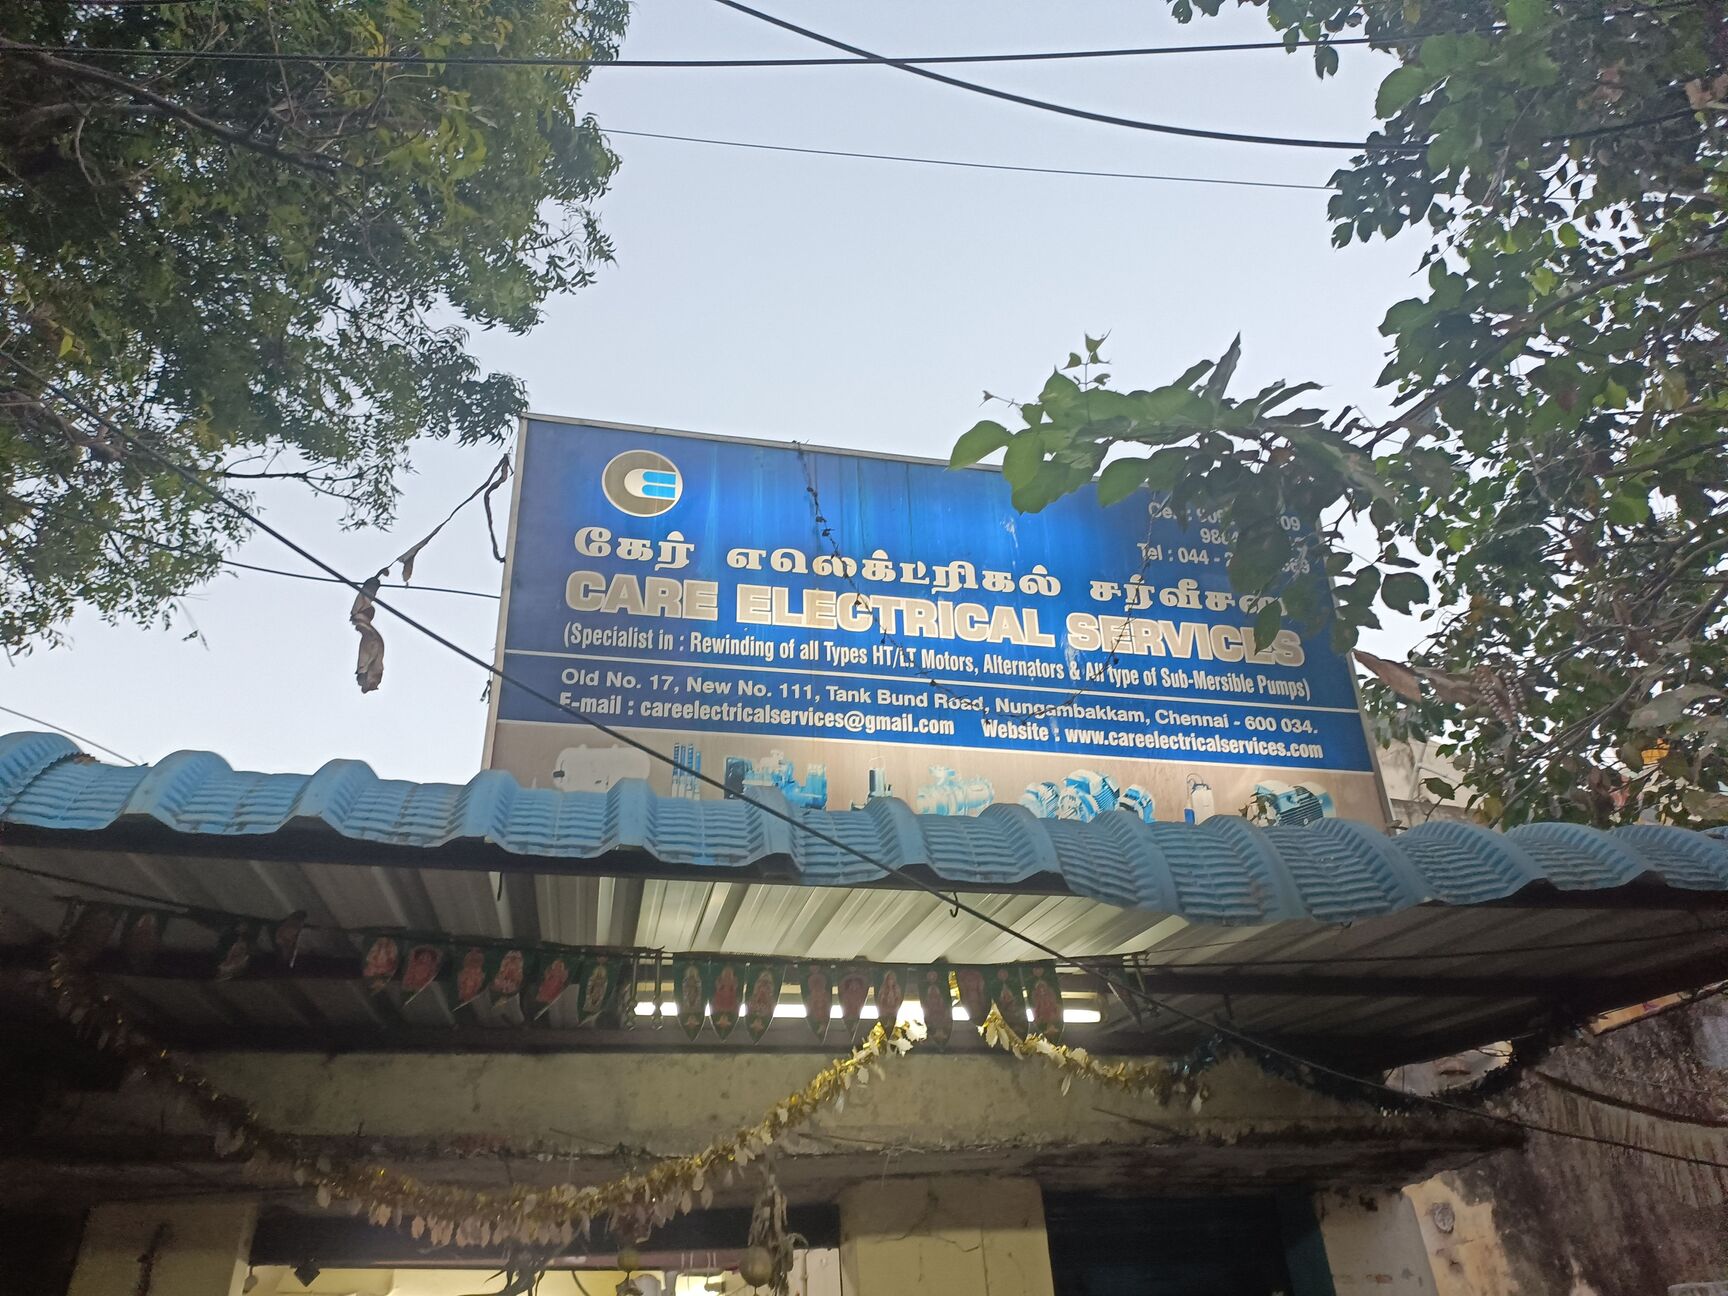 கேர் எலெக்ட்ரிகல்
CARE ELECTRICAL SERVICES
(Specialist in : Rewinding of all Types HT/LT Motors, Alternators & All type of Sub-Mersible Pumps)
Old No. 17, New No. 111, Tank Bund Road, Nungambakkam, Chennai - 600 034.
E-mail : careelectricalservices@gmail.com Website : www.careelectricalservices.com
Tel : 044 -